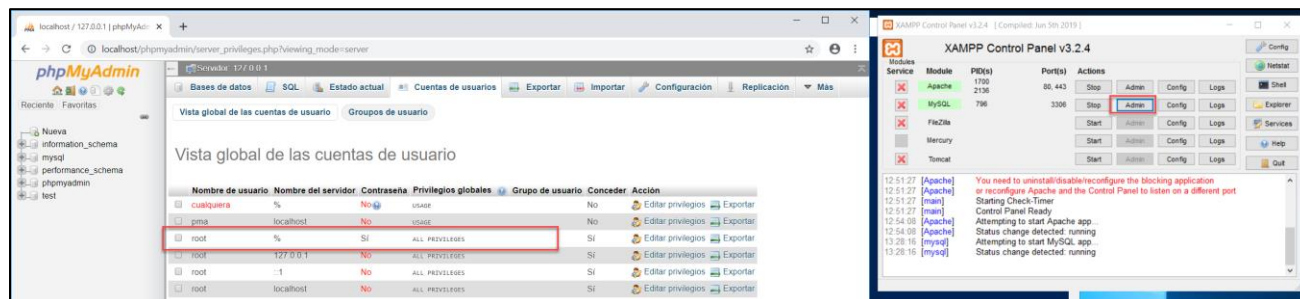 localhost / 127.0.0.1 | phpMyAdm
localhost/phpmyadmin/server_privileges.php?viewing_mode=server
phpMyAdmin
Reciente Favoritas
Nueva
information_schema
mysql
performance_schema
phpmyadmin
test
Servidor: 127.0.0.1
Bases de datos SQL Estado actual Cuentas de usuarios Exportar Importar Configuración Replicación Más
Vista global de las cuentas de usuario Groupos de usuario
Vista global de las cuentas de usuario
Nombre de usuario Nombre del servidor Contraseña Privilegios globales Grupo de usuario Conceder Acción
cualquiera % No USAGE No Editar privilegios Exportar
pma localhost No USAGE No Editar privilegios Exportar
root % Sí ALL PRIVILEGES Sí Editar privilegios Exportar
root 127.0.0.1 No ALL PRIVILEGES Sí Editar privilegios Exportar
root ::1 No ALL PRIVILEGES Sí Editar privilegios Exportar
root localhost No ALL PRIVILEGES Sí Editar privilegios Exportar
XAMPP Control Panel v3.2.4 [ Compiled: Jun 5th 2019 ]
XAMPP Control Panel v3.2.4
Config
Modules
Service Module PID(s) Port(s) Actions
Netstat
Apache 1700 2136 80, 443 Stop Admin Config Logs
Shell
MySQL 796 3306 Stop Admin Config Logs
Explorer
FileZilla Start Admin Config Logs
Services
Mercury Start Admin Config Logs
Help
Tomcat Start Admin Config Logs
Quit
12:51:27 [Apache] You need to uninstall/disable/reconfigure the blocking application
12:51:27 [Apache] or reconfigure Apache and the Control Panel to listen on a different port
12:51:27 [main] Starting Check-Timer
12:51:27 [main] Control Panel Ready
12:54:08 [Apache] Attempting to start Apache app...
12:54:08 [Apache] Status change detected: running
13:28:16 [mysql] Attempting to start MySQL app...
13:28:16 [mysql] Status change detected: running